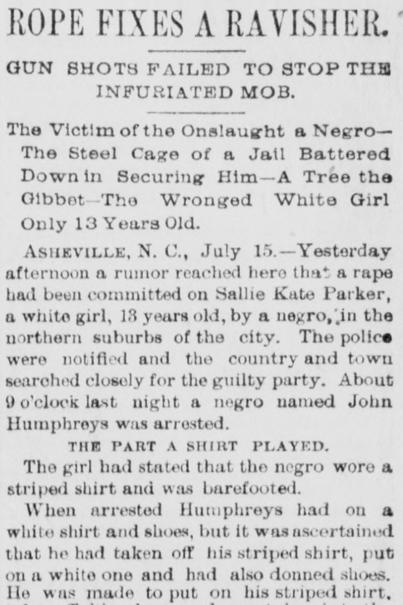 ROPE FIXES A RAVISHER.
GUN SHOTS FAILED TO STOP THE
INFURIATED MOB.
The Victim of the Onslaught a Negro—
The Steel Cage of a Jail Battered
Down in Securing Him—A Tree the
Gibbet—The Wronged White Girl
Only 13 Years Old.
ASHEVILLE, N. C., July 15.—Yesterday
afternoon a rumor reached here that a rape
had been committed on Sallie Kate Parker,
a white girl, 13 years old, by a negro, in the
northern suburbs of the city. The police
were notified and the country and town
searched closely for the guilty party. About
9 o'clock last night a negro named John
Humphreys was arrested.
THE PART A SHIRT PLAYED.
The girl had stated that the negro wore a
striped shirt and was barefooted.
When arrested Humphreys had on a
white shirt and shoes, but it was ascertained
that he had taken off his striped shirt, put
on a white one and had also donned shoes.
He was made to put on his striped shirt,